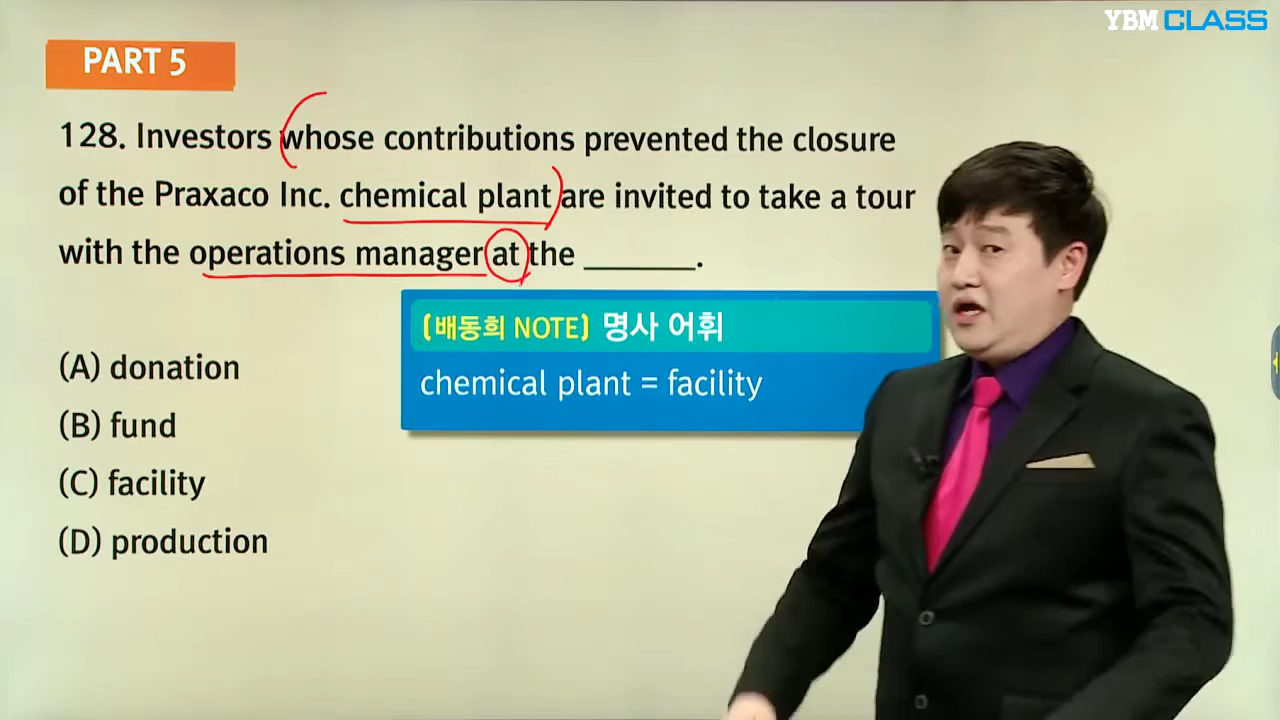 YBM CLASS
PART 5
128. Investors whose contributions prevented the closure
of the Praxaco Inc. chemical plant are invited to take a tour
with the operations manager at the _______.
[배동희 NOTE] 명사 어휘
chemical plant = facility
(A) donation
(B) fund
(C) facility
(D) production